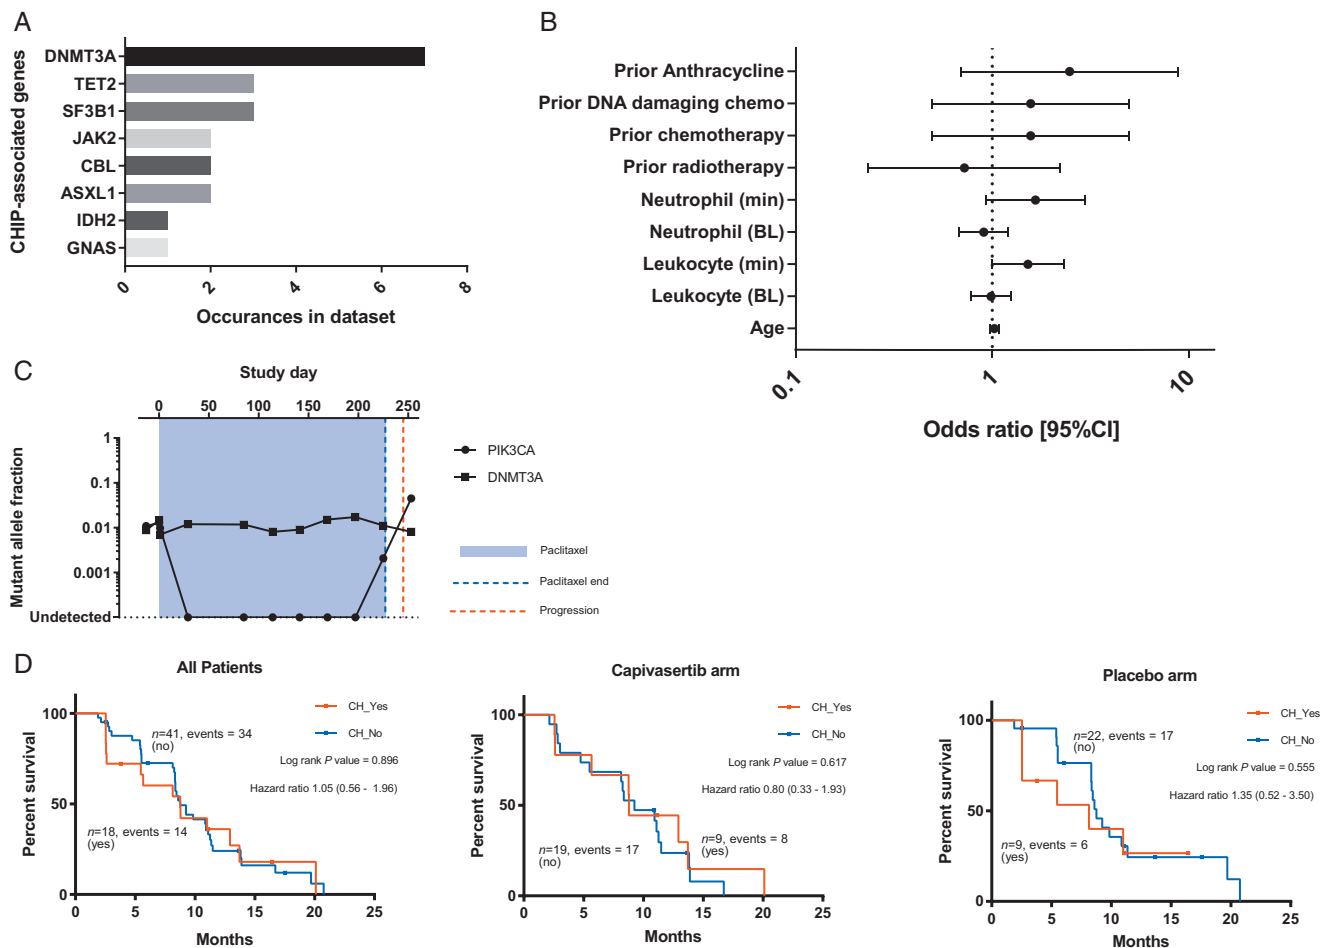 A
CHIP-associated genes
DNMT3A
TET2
SF3B1
JAK2
CBL
ASXL1
IDH2
GNAS
0 2 4 6 8
Occurances in dataset
B
Prior Anthracycline
Prior DNA damaging chemo
Prior chemotherapy
Prior radiotherapy
Neutrophil (min)
Neutrophil (BL)
Leukocyte (min)
Leukocyte (BL)
Age
0.1 1 10
Odds ratio [95%CI]
C
Study day
0 50 100 150 200 250
Mutant allele fraction
1
0.1
0.01
0.001
Undetected
PIK3CA
DNMT3A
Paclitaxel
Paclitaxel end
Progression
D
All Patients
Percent survival
100
50
0
0 5 10 15 20 25
Months
CH_Yes
CH_No
n=41, events = 34
(no)
Log rank P value = 0.896
Hazard ratio 1.05 (0.56 - 1.96)
n=18, events = 14
(yes)
Capivasertib arm
Percent survival
100
50
0
0 5 10 15 20 25
Months
CH_Yes
CH_No
Log rank P value = 0.617
Hazard ratio 0.80 (0.33 - 1.93)
n=9, events = 8
(yes)
n=19, events = 17
(no)
Placebo arm
Percent survival
100
50
0
0 5 10 15 20 25
Months
CH_Yes
CH_No
n=22, events = 17
(no)
Log rank P value = 0.555
Hazard ratio 1.35 (0.52 - 3.50)
n=9, events = 6
(yes)